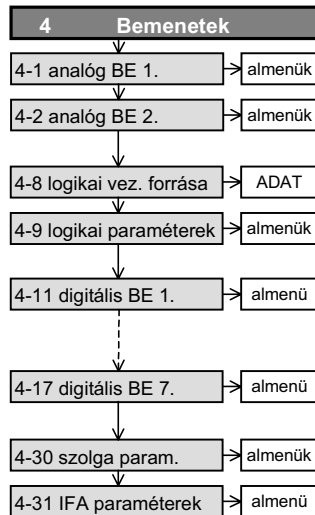 4 Bemenetek
4-1 analóg BE 1. almenük
4-2 analóg BE 2. almenük
4-8 logikai vez. forrása ADAT
4-9 logikai paraméterek almenük
4-11 digitális BE 1. almenü
4-17 digitális BE 7. almenü
4-30 szolga param. almenük
4-31 IFA paraméterek almenü